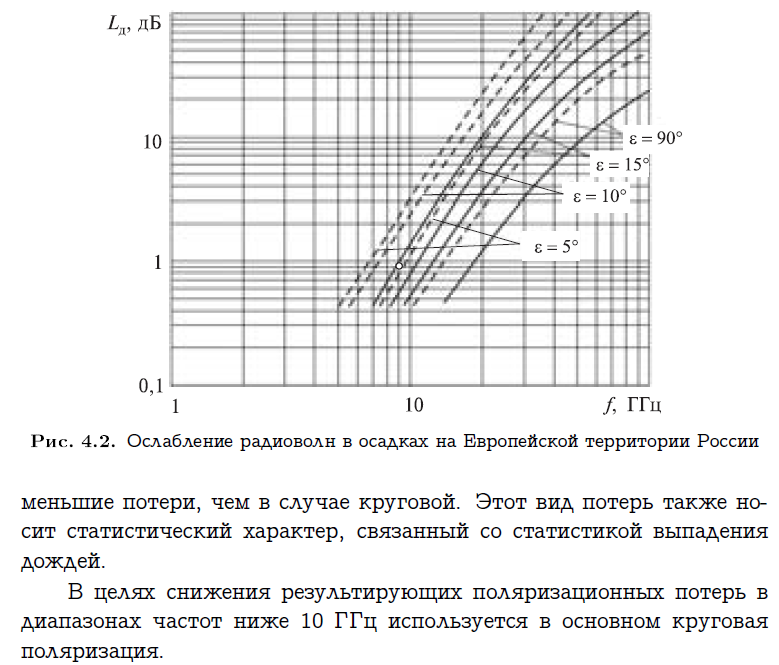 Lд, дБ
10
ε = 90°
ε = 15°
ε = 10°
ε = 5°
1
0,1
1
10
f, ГГц
Рис. 4.2. Ослабление радиоволн в осадках на Европейской территории России
меньшие потери, чем в случае круговой. Этот вид потерь также но-
сит статистический характер, связанный со статистикой выпадения
дождей.
В целях снижения результирующих поляризационных потерь в
диапазонах частот ниже 10 ГГц используется в основном круговая
поляризация.